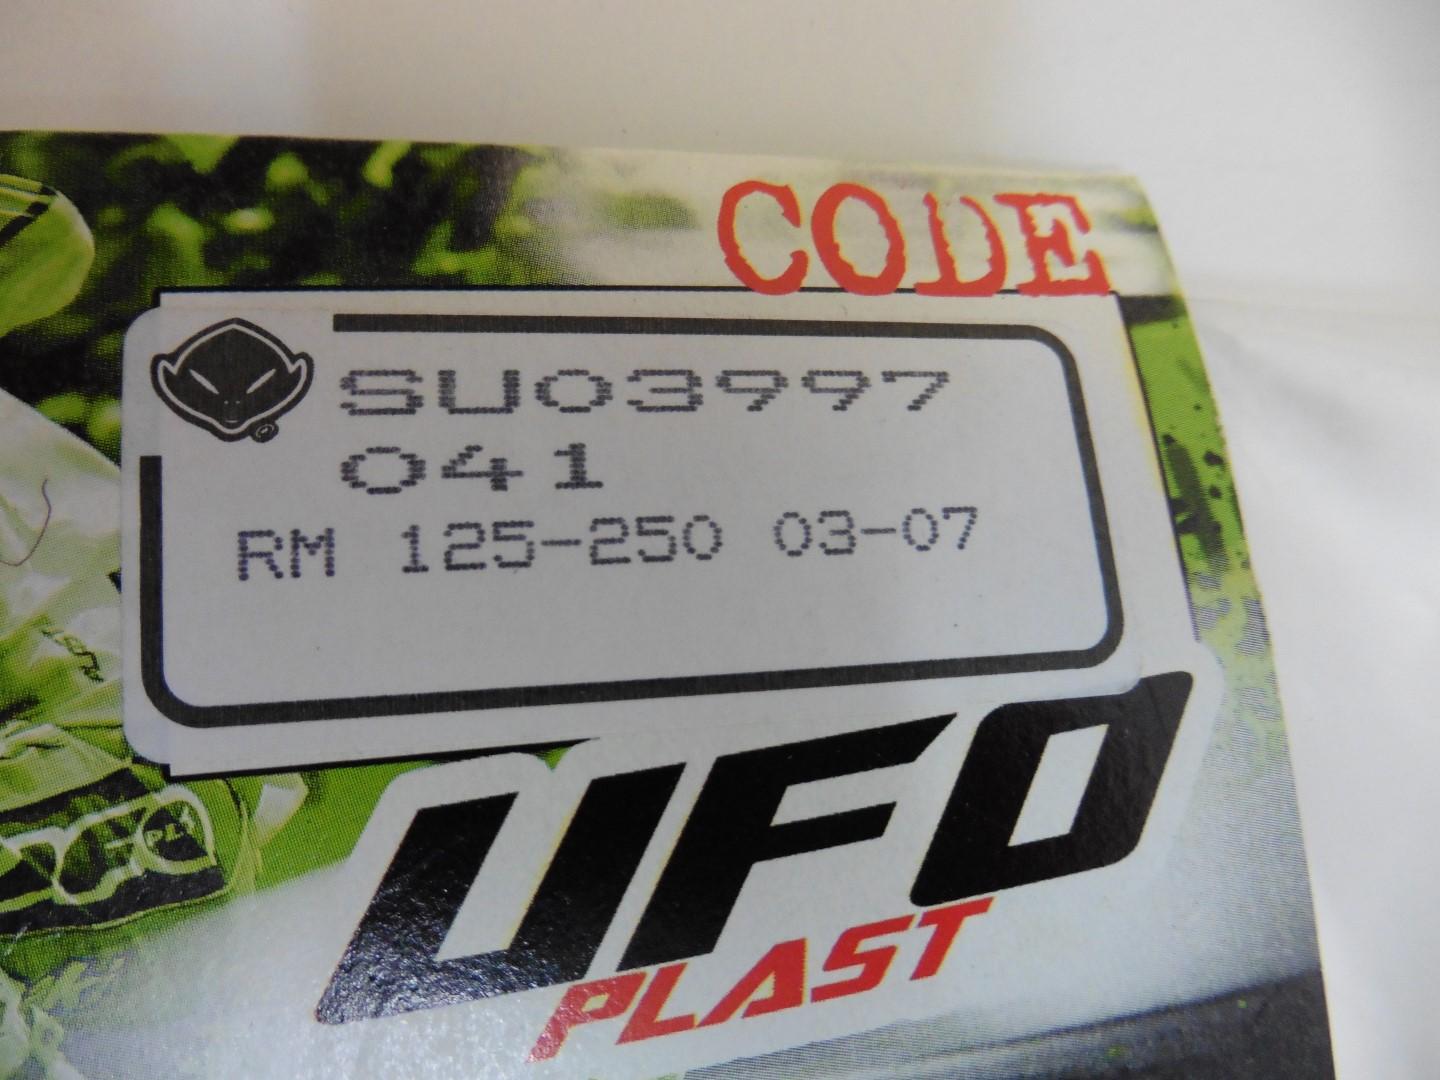 CODE
SU03997
041
RM 125-250 03-07
UFO
PLAST